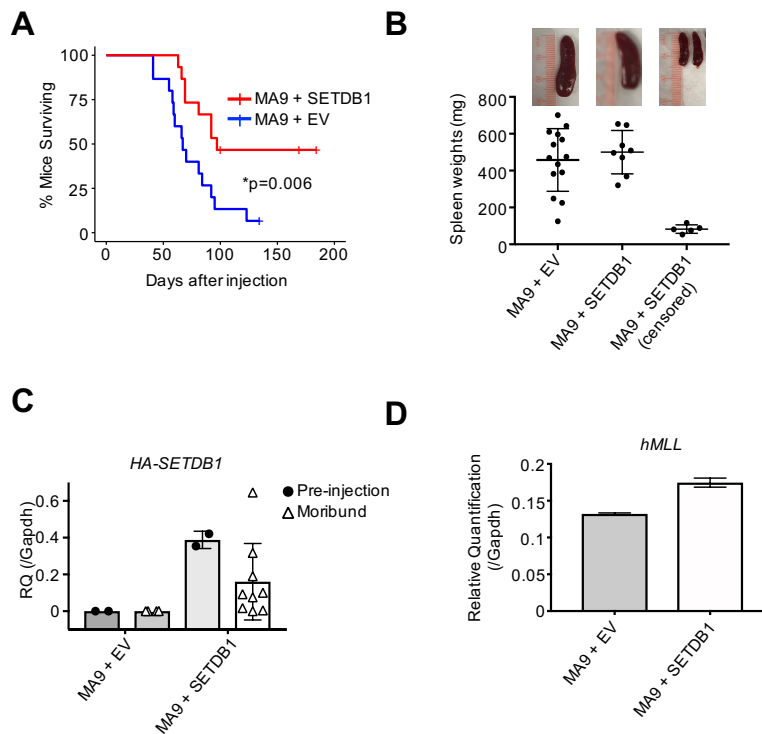 A
100
75
50
25
0
% Mice Surviving
MA9 + SETDB1
MA9 + EV
*p=0.006
0 50 100 150 200
Days after injection
B
800
600
400
200
0
Spleen weights (mg)
MA9 + EV
MA9 + SETDB1
MA9 + SETDB1
(censored)
C
HA-SETDB1
Pre-injection
Moribund
0.6
0.4
0.2
0
RQ (/Gapdh)
MA9 + EV
MA9 + SETDB1
D
hMLL
0.2
0.15
0.1
0.05
0
Relative Quantification
(/Gapdh)
MA9 + EV
MA9 + SETDB1